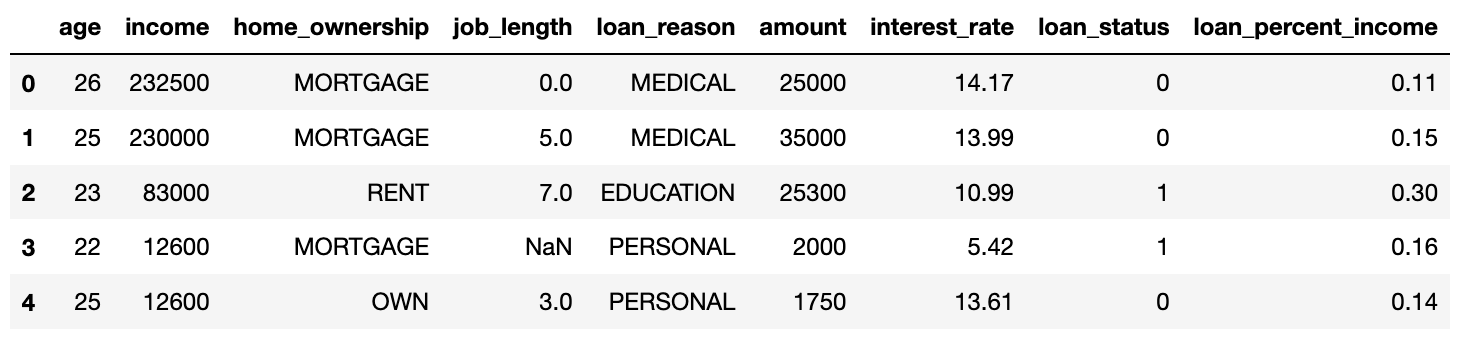 age income home_ownership job_length loan_reason amount interest_rate loan_status loan_percent_income
0 26 232500 MORTGAGE 0.0 MEDICAL 25000 14.17 0 0.11
1 25 230000 MORTGAGE 5.0 MEDICAL 35000 13.99 0 0.15
2 23 83000 RENT 7.0 EDUCATION 25300 10.99 1 0.30
3 22 12600 MORTGAGE NaN PERSONAL 2000 5.42 1 0.16
4 25 12600 OWN 3.0 PERSONAL 1750 13.61 0 0.14